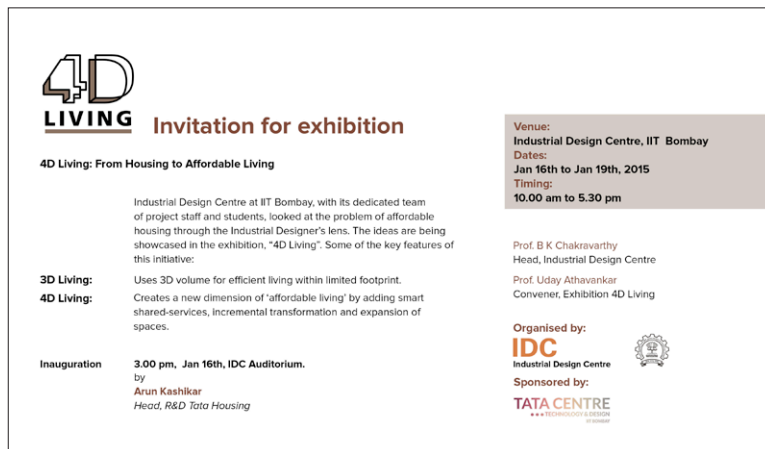 4D
LIVING
Invitation for exhibition
4D Living: From Housing to Affordable Living
Industrial Design Centre at IIT Bombay, with its dedicated team
of project staff and students, looked at the problem of affordable
housing through the Industrial Designer's lens. The ideas are being
showcased in the exhibition, "4D Living". Some of the key features of
this initiative:
3D Living: Uses 3D volume for efficient living within limited footprint.
4D Living: Creates a new dimension of 'affordable living' by adding smart
shared-services, incremental transformation and expansion of
spaces.
Inauguration 3.00 pm, Jan 16th, IDC Auditorium.
by
Arun Kashikar
Head, R&D Tata Housing
Venue:
Industrial Design Centre, IIT Bombay
Dates:
Jan 16th to Jan 19th, 2015
Timing:
10.00 am to 5.30 pm
Prof. B K Chakravarthy
Head, Industrial Design Centre
Prof. Uday Athavankar
Convener, Exhibition 4D Living
Organised by:
IDC
Industrial Design Centre
Sponsored by:
TATA CENTRE
TECHNOLOGY & DESIGN
IIT BOMBAY